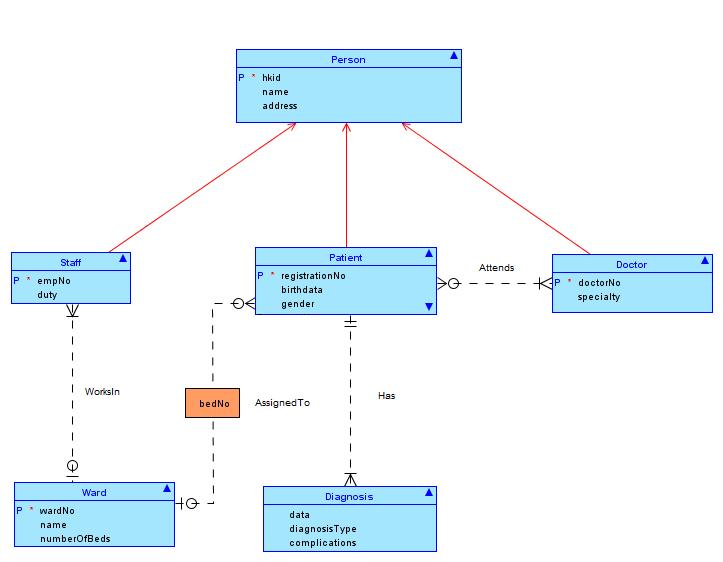 Person
P * hkid
name
address
Staff
P * empNo
duty
Patient
P * registrationNo
birthdata
gender
Attends
Doctor
P * doctorNo
specialty
WorksIn
bedNo
AssignedTo
Has
Ward
P * wardNo
name
numberOfBeds
Diagnosis
data
diagnosisType
complications